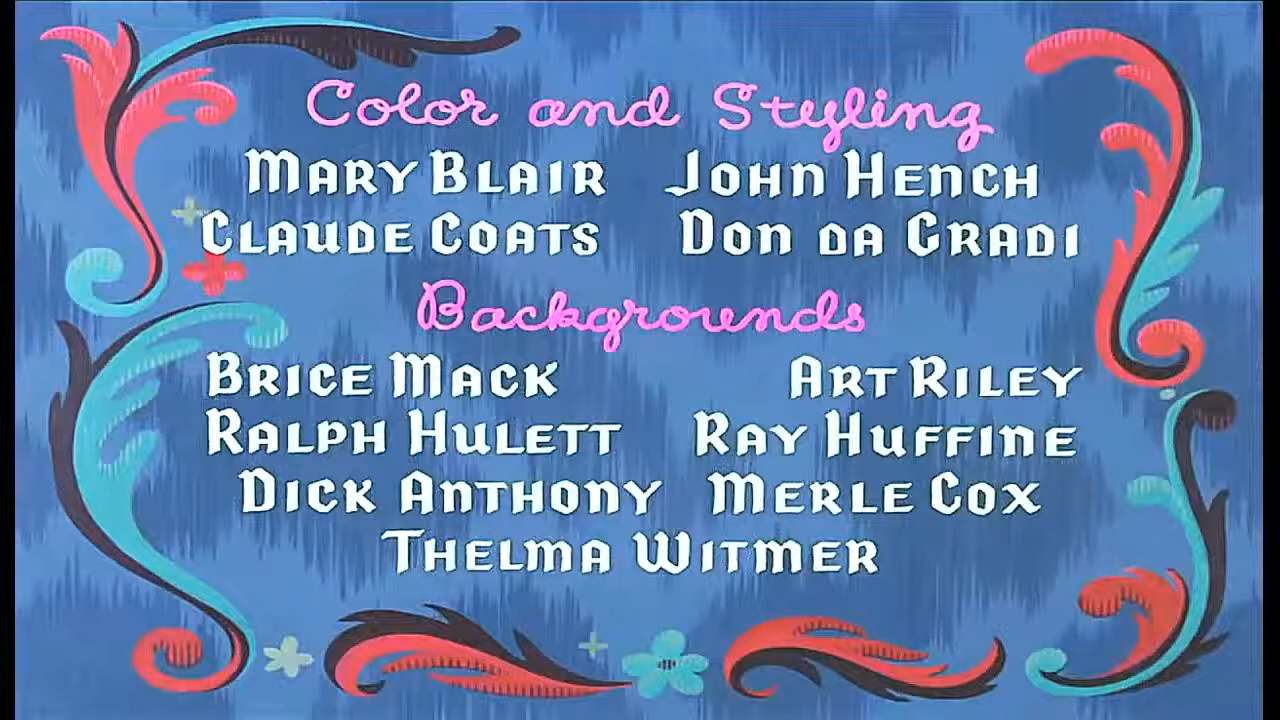 Color and Styling
MARY BLAIR JOHN HENCH
CLAUDE COATS DON DA GRADI
Backgrounds
BRICE MACK ART RILEY
RALPH HULETT RAY HUFFINE
DICK ANTHONY MERLE COX
THELMA WITMER